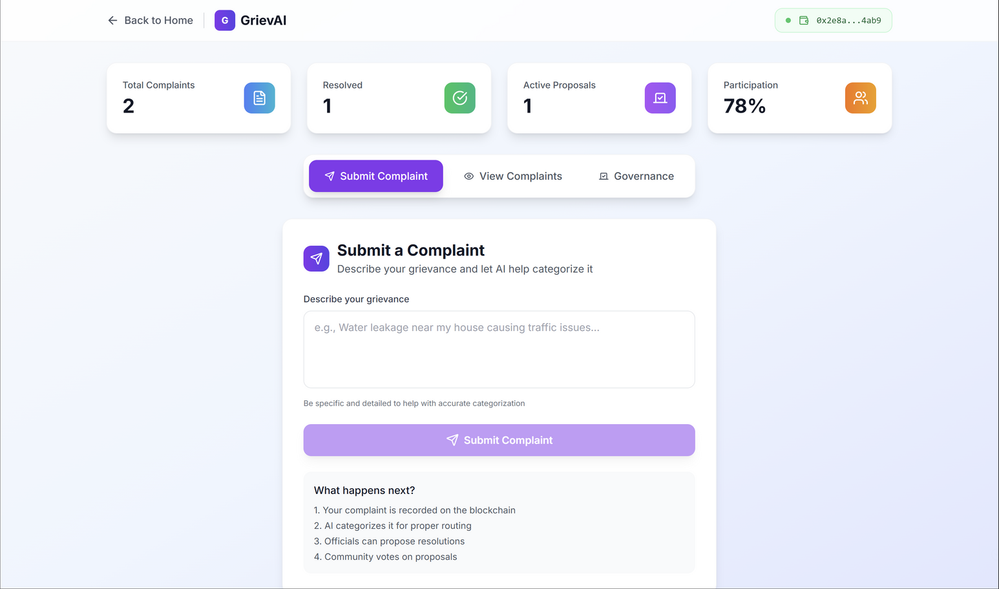 Back to Home
G
GrievAI
0x2e8a...4ab9
Total Complaints
2
Resolved
1
Active Proposals
1
Participation
78%
Submit Complaint
View Complaints
Governance
Submit a Complaint
Describe your grievance and let AI help categorize it
Describe your grievance
e.g., Water leakage near my house causing traffic issues...
Be specific and detailed to help with accurate categorization
Submit Complaint
What happens next?
1. Your complaint is recorded on the blockchain
2. AI categorizes it for proper routing
3. Officials can propose resolutions
4. Community votes on proposals